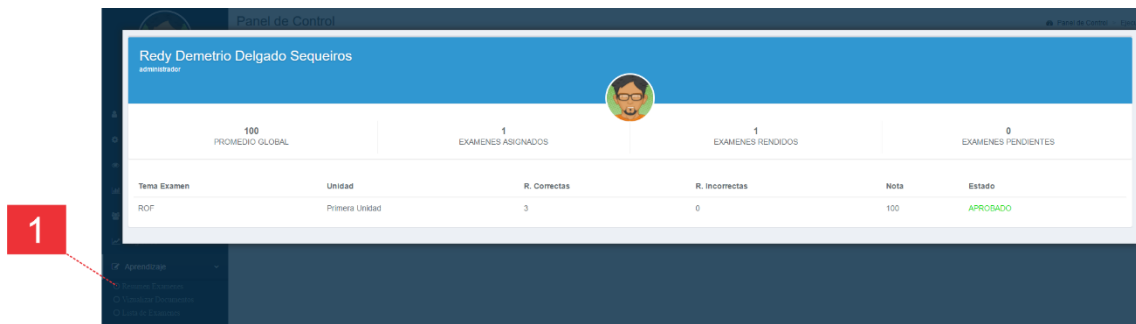 Panel de Control
Panel de Control
Redy Demetrio Delgado Sequeiros
administrador
100
PROMEDIO GLOBAL
1
EXAMENES ASIGNADOS
1
EXAMENES RENDIDOS
0
EXAMENES PENDIENTES
Tema Examen Unidad R. Correctas R. Incorrectas Nota Estado
ROF Primera Unidad 3 0 100 APROBADO
1
Aprendizaje